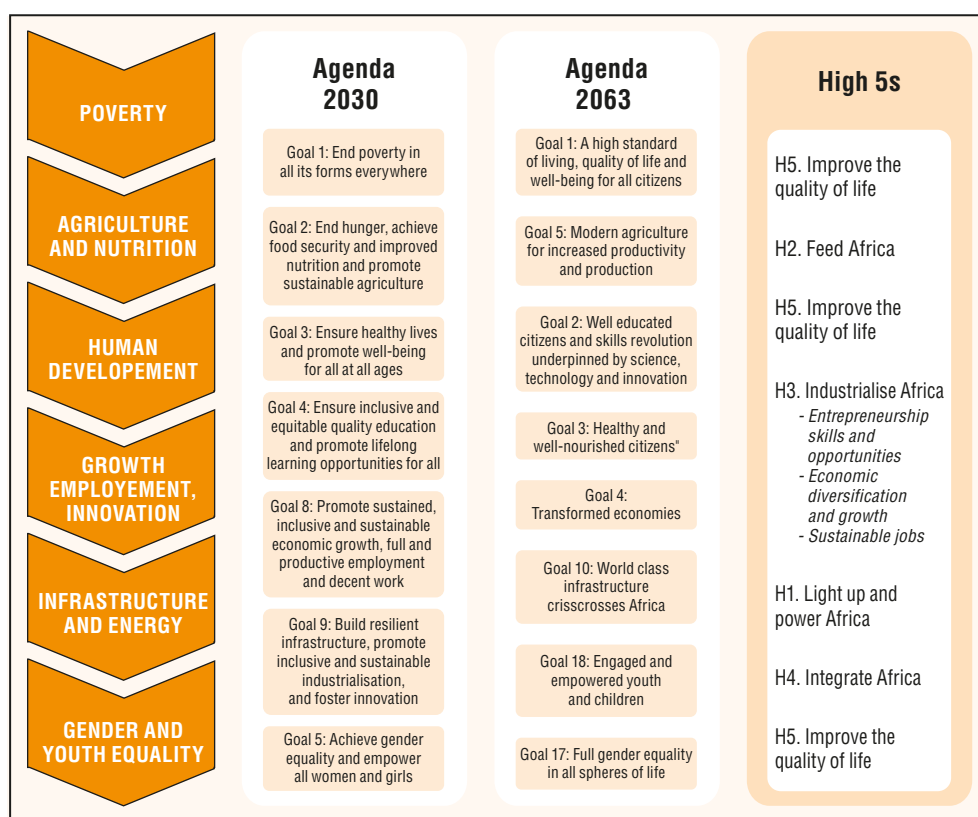 POVERTY
AGRICULTURE
AND NUTRITION
HUMAN
DEVELOPEMENT
GROWTH
EMPLOYEMENT,
INNOVATION
INFRASTRUCTURE
AND ENERGY
GENDER AND
YOUTH EQUALITY
Agenda
2030
Goal 1: End poverty in
all its forms everywhere
Goal 2: End hunger, achieve
food security and improved
nutrition and promote
sustainable agriculture
Goal 3: Ensure healthy lives
and promote well-being
for all at all ages
Goal 4: Ensure inclusive and
equitable quality education
and promote lifelong
learning opportunities for all
Goal 8: Promote sustained,
inclusive and sustainable
economic growth, full and
productive employment
and decent work
Goal 9: Build resilient
infrastructure, promote
inclusive and sustainable
industrialisation,
and foster innovation
Goal 5: Achieve gender
equality and empower
all women and girls
Agenda
2063
Goal 1: A high standard
of living, quality of life and
well-being for all citizens
Goal 5: Modern agriculture
for increased productivity
and production
Goal 2: Well educated
citizens and skills revolution
underpinned by science,
technology and innovation
Goal 3: Healthy and
well-nourished citizens"
Goal 4:
Transformed economies
Goal 10: World class
infrastructure
crisscrosses Africa
Goal 18: Engaged and
empowered youth
and children
Goal 17: Full gender equality
in all spheres of life
High 5s
H5. Improve the
quality of life
H2. Feed Africa
H5. Improve the
quality of life
H3. Industrialise Africa
- Entrepreneurship
skills and
opportunities
- Economic
diversification
and growth
- Sustainable jobs
H1. Light up and
power Africa
H4. Integrate Africa
H5. Improve the
quality of life